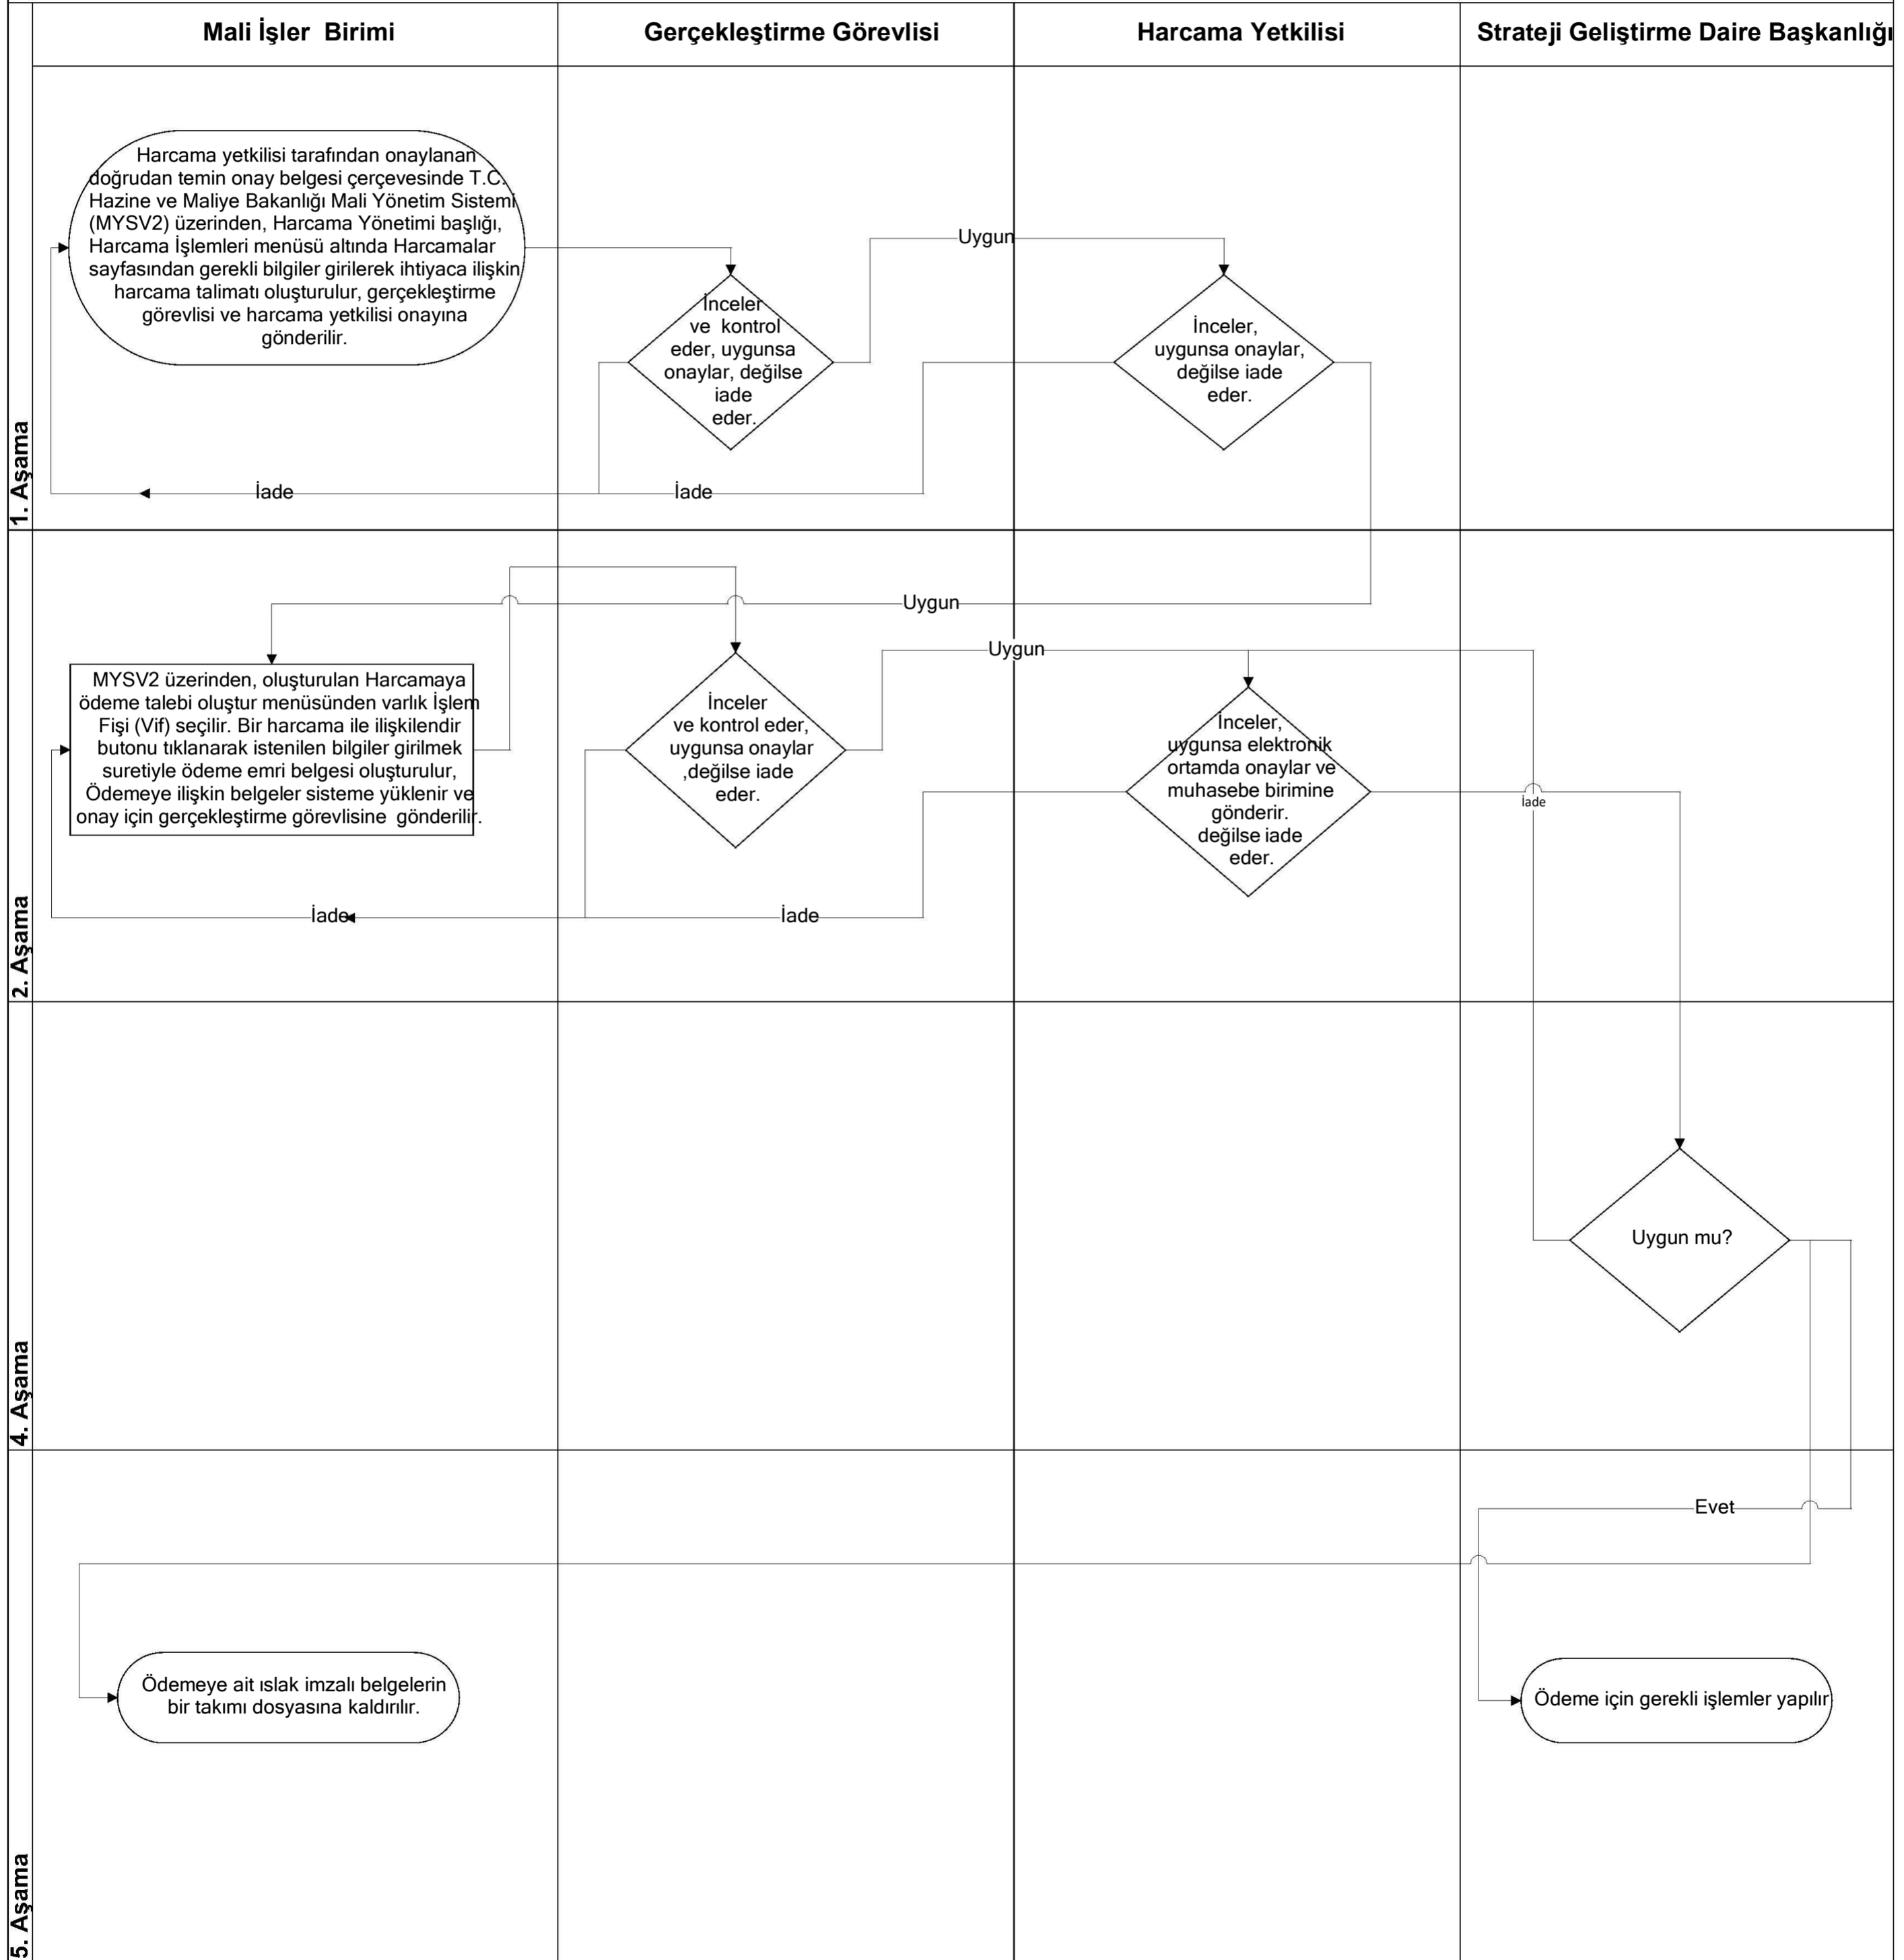 Mali İşler  Birimi
Gerçekleştirme Görevlisi
Harcama Yetkilisi
Strateji Geliştirme Daire Başkanlığı
1. Aşama
Harcama yetkilisi tarafından onaylanan
doğrudan temin onay belgesi çerçevesinde T.C.
Hazine ve Maliye Bakanlığı Mali Yönetim Sistemi
(MYSV2) üzerinden, Harcama Yönetimi başlığı,
Harcama İşlemleri menüsü altında Harcamalar
sayfasından gerekli bilgiler girilerek ihtiyaca ilişkin
harcama talimatı oluşturulur, gerçekleştirme
görevlisi ve harcama yetkilisi onayına
gönderilir.
İnceler
ve  kontrol
eder, uygunsa
onaylar, değilse
iade
eder.
Uygun
İnceler,
uygunsa onaylar,
değilse iade
eder.
İade
İade
2. Aşama
Uygun
MYSV2 üzerinden, oluşturulan Harcamaya
ödeme talebi oluştur menüsünden varlık İşlem
Fişi (Vif) seçilir. Bir harcama ile ilişkilendir
butonu tıklanarak istenilen bilgiler girilmek
suretiyle ödeme emri belgesi oluşturulur,
Ödemeye ilişkin belgeler sisteme yüklenir ve
onay için gerçekleştirme görevlisine  gönderilir.
İnceler
ve kontrol eder,
uygunsa onaylar
,değilse iade
eder.
Uygun
İnceler,
uygunsa elektronik
ortamda onaylar ve
muhasebe birimine
gönderir.
değilse iade
eder.
İade
İade
İade
4. Aşama
Uygun mu?
5. Aşama
Evet
Ödemeye ait ıslak imzalı belgelerin
bir takımı dosyasına kaldırılır.
Ödeme için gerekli işlemler yapılır